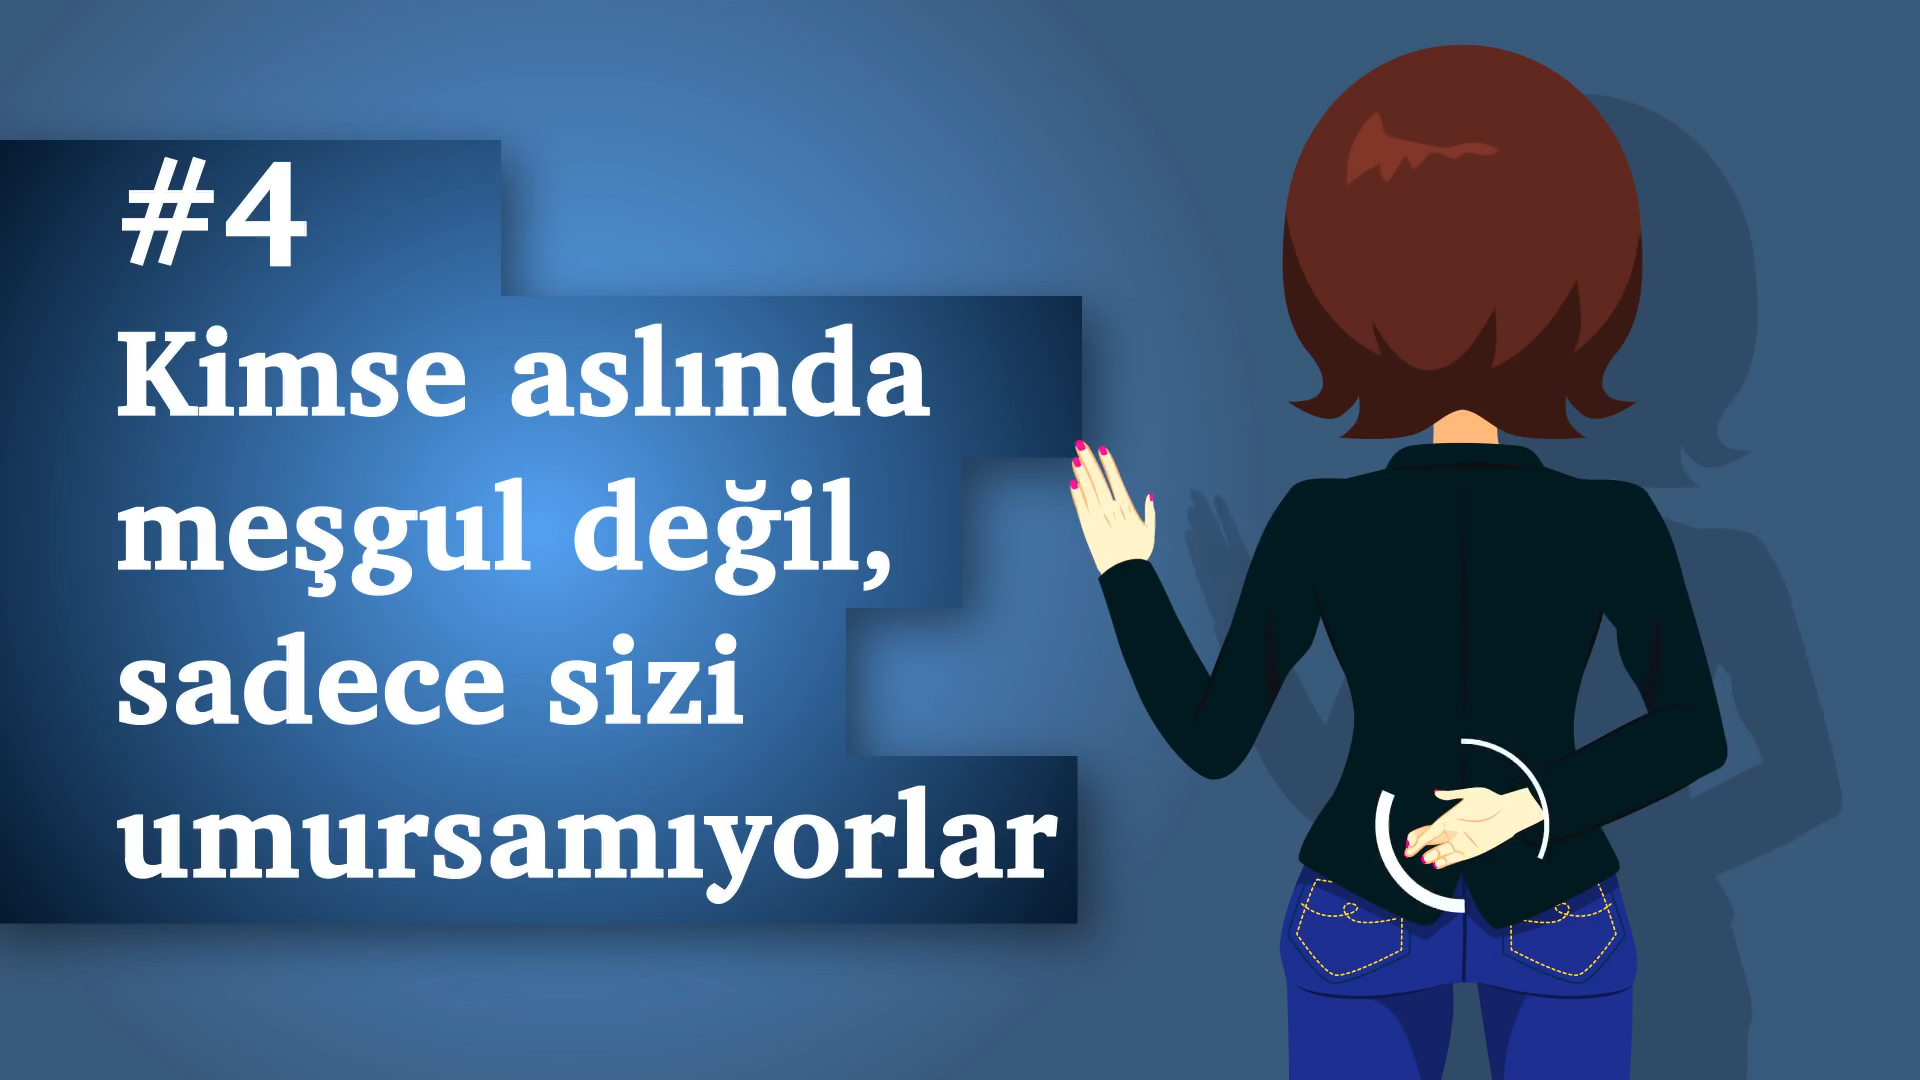 #4
Kimse aslında
meşgul değil,
sadece sizi
umursamıyorlar